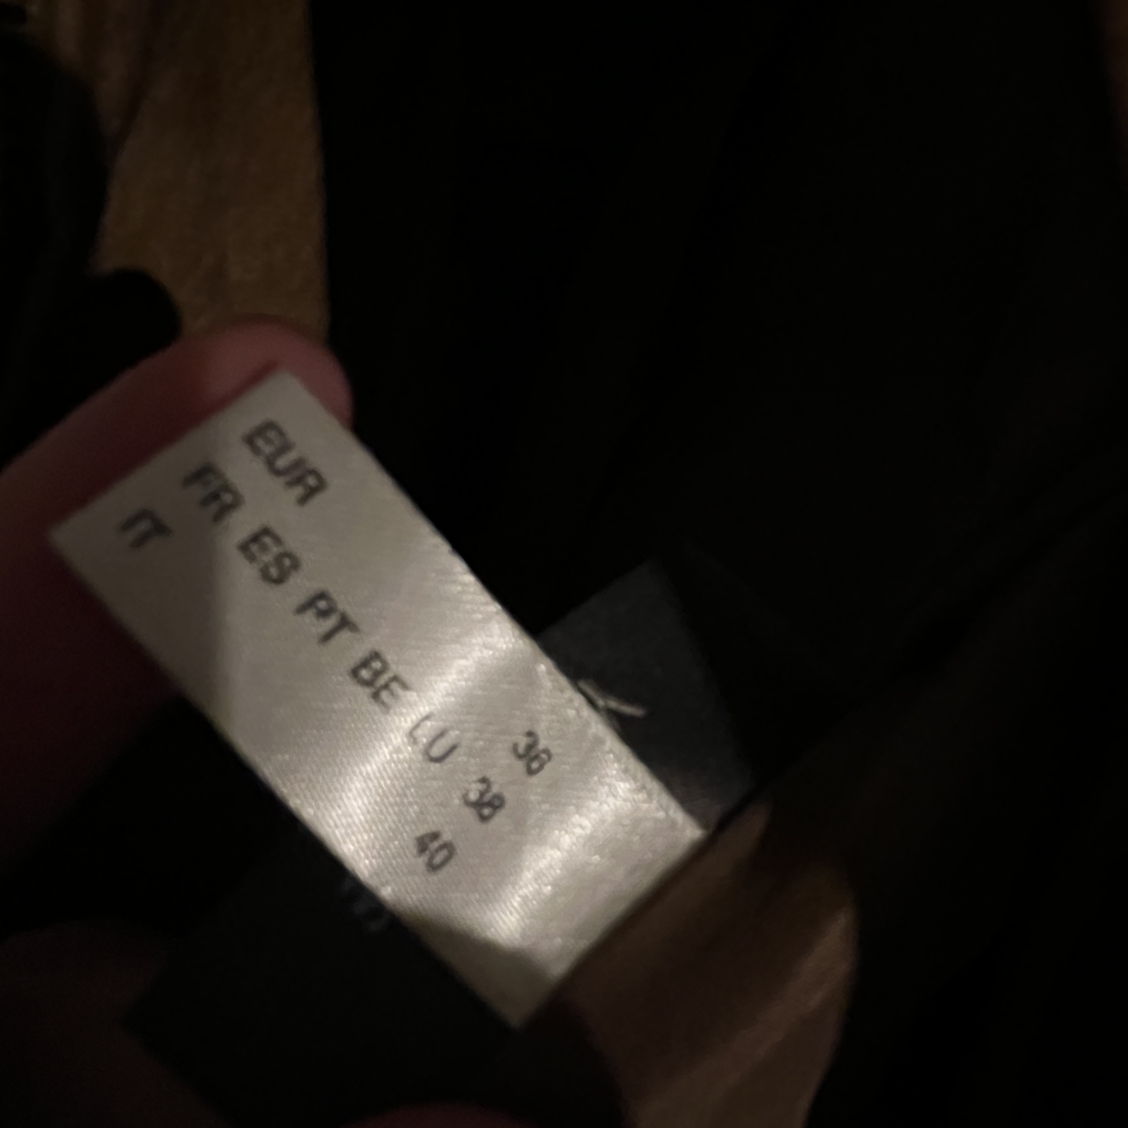 EUR 36
FR ES PT BE LU 38
IT 40